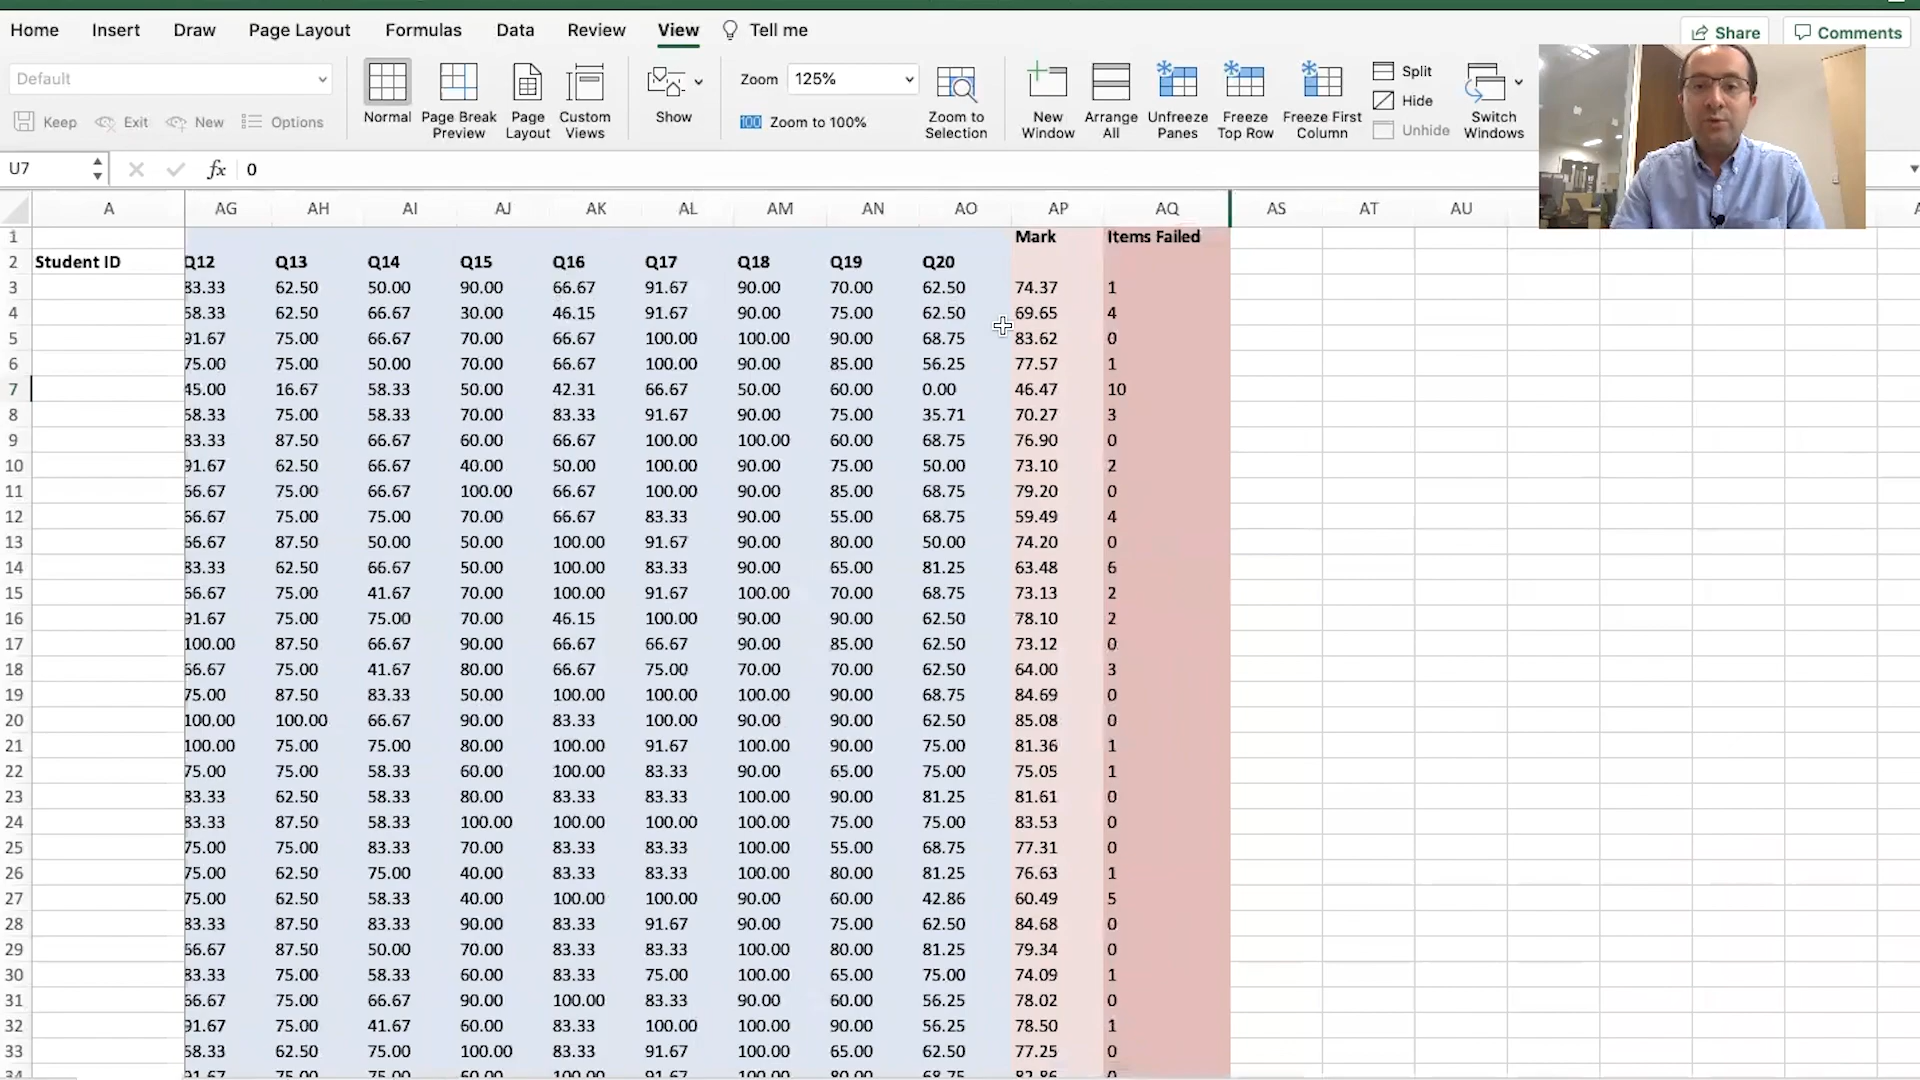 Home Insert Draw Page Layout Formulas Data Review View Tell me Share Comments
Default Zoom 125% Split
Keep Exit New Options Normal Page Break Preview Page Layout Custom Views Show 100 Zoom to 100% Zoom to Selection New Window Arrange All Unfreeze Panes Freeze Top Row Freeze First Column Hide Unhide Switch Windows
U7 fx 0
A AG AH AI AJ AK AL AM AN AO AP AQ AS AT AU
1 Mark Items Failed
2 Student ID Q12 Q13 Q14 Q15 Q16 Q17 Q18 Q19 Q20
3 83.33 62.50 50.00 90.00 66.67 91.67 90.00 70.00 62.50 74.37 1
4 58.33 62.50 66.67 30.00 46.15 91.67 90.00 75.00 62.50 69.65 4
5 91.67 75.00 66.67 70.00 66.67 100.00 100.00 90.00 68.75 83.62 0
6 75.00 75.00 50.00 70.00 66.67 100.00 90.00 85.00 56.25 77.57 1
7 45.00 16.67 58.33 50.00 42.31 66.67 50.00 60.00 0.00 46.47 10
8 58.33 75.00 58.33 70.00 83.33 91.67 90.00 75.00 35.71 70.27 3
9 83.33 87.50 66.67 60.00 66.67 100.00 100.00 60.00 68.75 76.90 0
10 91.67 62.50 66.67 40.00 50.00 100.00 90.00 75.00 50.00 73.10 2
11 66.67 75.00 66.67 100.00 66.67 100.00 90.00 85.00 68.75 79.20 0
12 66.67 75.00 75.00 70.00 66.67 83.33 90.00 55.00 68.75 59.49 4
13 66.67 87.50 50.00 50.00 100.00 91.67 90.00 80.00 50.00 74.20 0
14 83.33 62.50 66.67 50.00 100.00 83.33 90.00 65.00 81.25 63.48 6
15 66.67 75.00 41.67 70.00 100.00 91.67 100.00 70.00 68.75 73.13 2
16 91.67 75.00 75.00 70.00 46.15 100.00 90.00 90.00 62.50 78.10 2
17 100.00 87.50 66.67 90.00 66.67 66.67 90.00 85.00 62.50 73.12 0
18 66.67 75.00 41.67 80.00 66.67 75.00 70.00 70.00 62.50 64.00 3
19 75.00 87.50 83.33 50.00 100.00 100.00 100.00 90.00 68.75 84.69 0
20 100.00 100.00 66.67 90.00 83.33 100.00 90.00 90.00 62.50 85.08 0
21 100.00 75.00 75.00 80.00 100.00 91.67 100.00 90.00 75.00 81.36 1
22 75.00 75.00 58.33 60.00 100.00 83.33 90.00 65.00 75.00 75.05 1
23 83.33 62.50 58.33 80.00 83.33 83.33 100.00 90.00 81.25 81.61 0
24 83.33 87.50 58.33 100.00 100.00 100.00 100.00 75.00 75.00 83.53 0
25 75.00 75.00 83.33 70.00 83.33 83.33 100.00 55.00 68.75 77.31 0
26 75.00 62.50 75.00 40.00 83.33 83.33 100.00 80.00 81.25 76.63 1
27 75.00 62.50 58.33 40.00 100.00 100.00 90.00 60.00 42.86 60.49 5
28 83.33 87.50 83.33 90.00 83.33 91.67 90.00 75.00 62.50 84.68 0
29 66.67 87.50 50.00 70.00 83.33 83.33 100.00 80.00 81.25 79.34 0
30 83.33 75.00 58.33 60.00 83.33 75.00 100.00 65.00 75.00 74.09 1
31 66.67 75.00 66.67 90.00 100.00 83.33 90.00 60.00 56.25 78.02 0
32 91.67 75.00 41.67 60.00 83.33 100.00 100.00 90.00 56.25 78.50 1
33 58.33 62.50 75.00 100.00 83.33 91.67 100.00 65.00 62.50 77.25 0
34 91.67 75.00 75.00 60.00 100.00 91.67 100.00 80.00 68.75 82.86 0